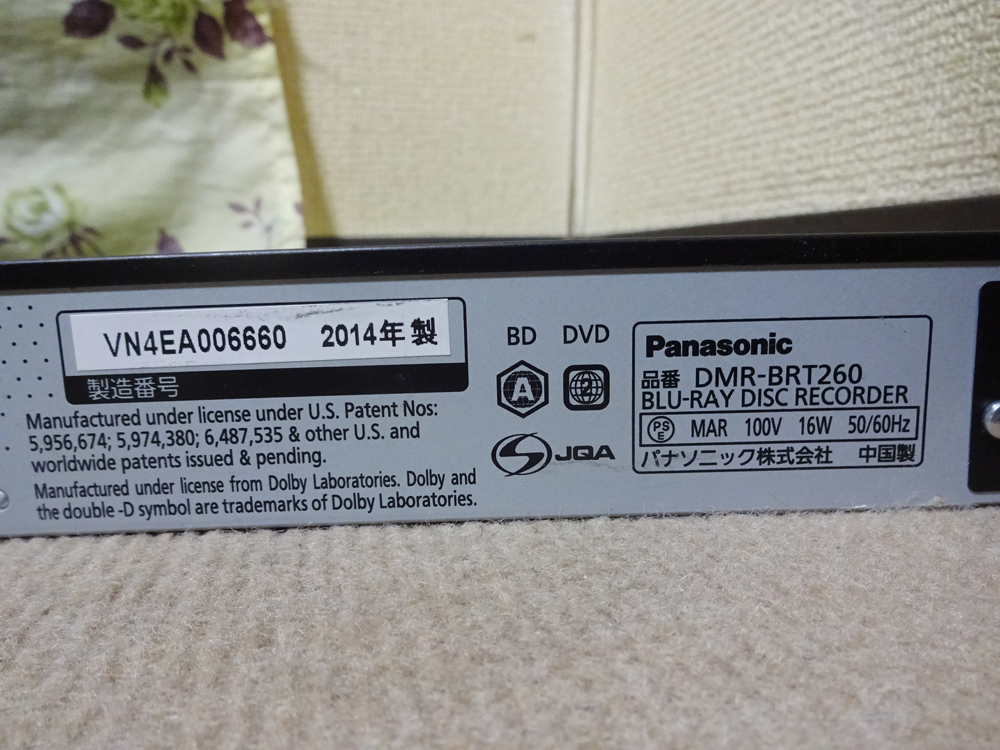 VN4EA006660 2014年 製
製造番号
Manufactured under license under U.S. Patent Nos:
5,956,674; 5,974,380; 6,487,535 & other U.S. and
worldwide patents issued & pending.
Manufactured under license from Dolby Laboratories. Dolby and
the double -D symbol are trademarks of Dolby Laboratories.
BD DVD
A 2
JQA
Panasonic
品番 DMR-BRT260
BLU-RAY DISC RECORDER
PSE MAR 100V 16W 50/60Hz
パナソニック株式会社 中国製